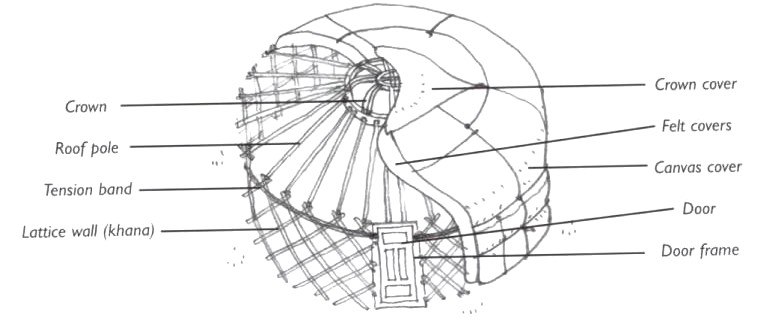 Crown
Roof pole
Tension band
Lattice wall (khana)
Crown cover
Felt covers
Canvas cover
Door
Door frame